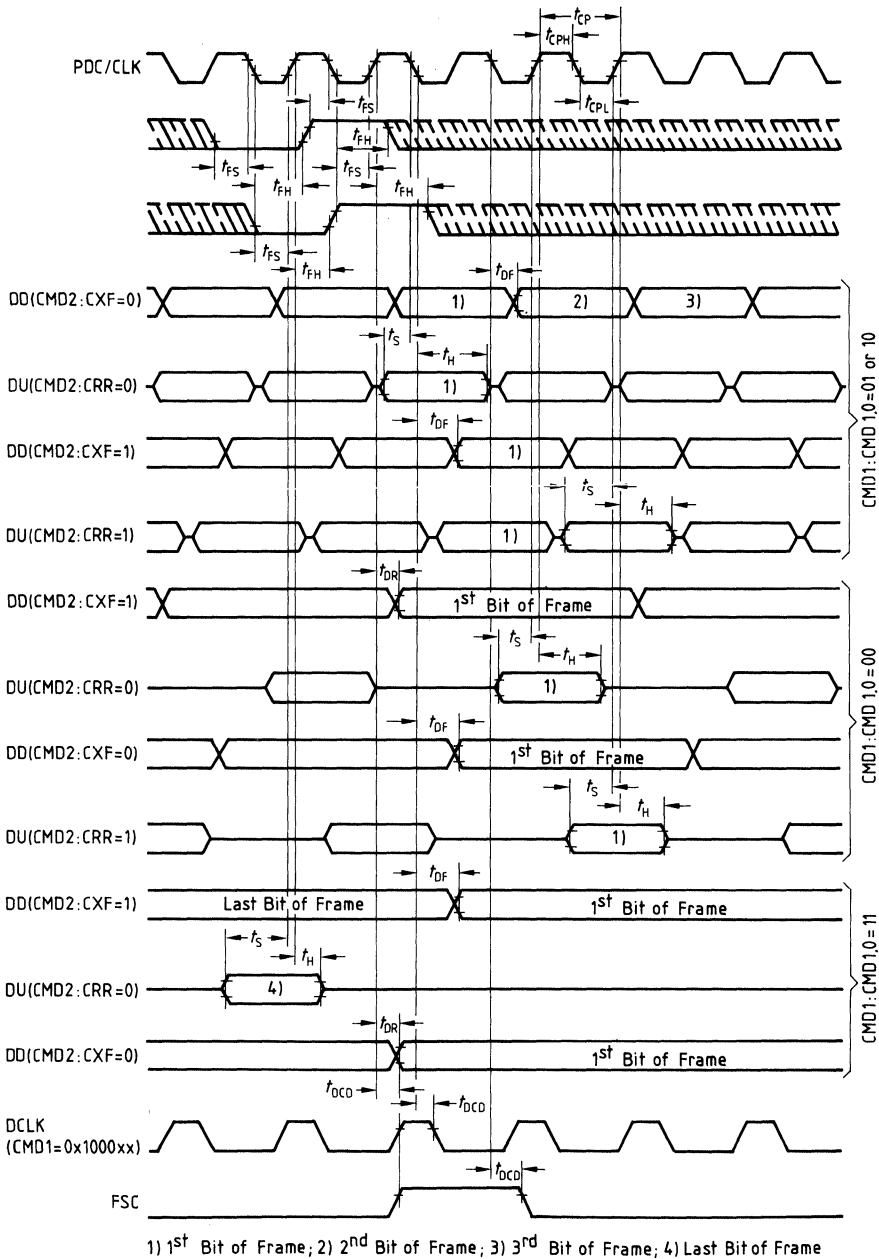 t_CP
t_CPH
PDC/CLK
t_FS t_CPL
t_FH
t_FS t_FS
t_FH t_FH
t_FS
t_FH t_DF
DD(CMD2:CXF=0) 1) 2) 3)
t_S
t_H
DU(CMD2:CRR=0) 1)
t_DF
DD(CMD2:CXF=1) 1)
t_S
t_H
DU(CMD2:CRR=1) 1)
CMD1:CMD1,0=01 or 10
t_DR
DD(CMD2:CXF=1) 1st Bit of Frame
t_S
t_H
DU(CMD2:CRR=0) 1)
t_DF
DD(CMD2:CXF=0) 1st Bit of Frame
t_S
t_H
DU(CMD2:CRR=1) 1)
CMD1:CMD1,0=00
t_DF
DD(CMD2:CXF=1) Last Bit of Frame 1st Bit of Frame
t_S
t_H
DU(CMD2:CRR=0) 4)
t_DR
DD(CMD2:CXF=0) 1st Bit of Frame
CMD1:CMD1,0=11
t_DCD
t_DCD
DCLK
(CMD1=0x1000xx)
t_DCD
FSC
1) 1st Bit of Frame; 2) 2nd Bit of Frame; 3) 3rd Bit of Frame; 4) Last Bit of Frame